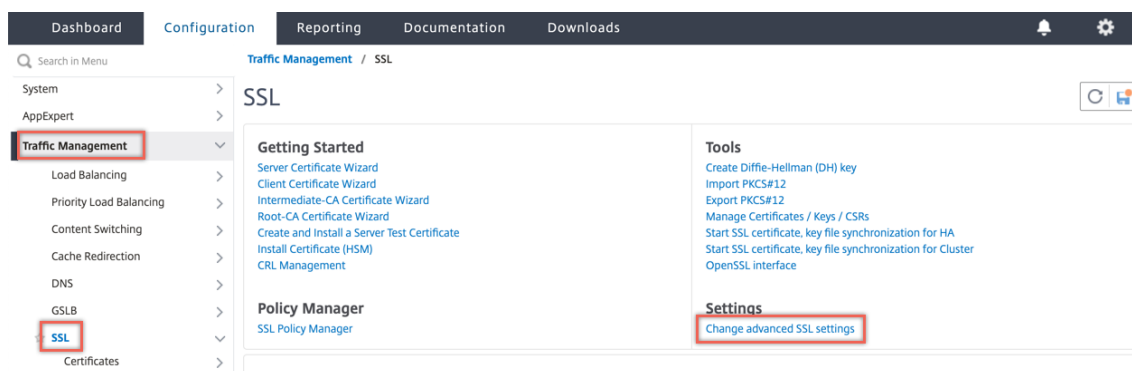 Dashboard Configuration Reporting Documentation Downloads
Search in Menu
Traffic Management / SSL
System
AppExpert
Traffic Management
Load Balancing
Priority Load Balancing
Content Switching
Cache Redirection
DNS
GSLB
SSL
Certificates
SSL
Getting Started
Server Certificate Wizard
Client Certificate Wizard
Intermediate-CA Certificate Wizard
Root-CA Certificate Wizard
Create and Install a Server Test Certificate
Install Certificate (HSM)
CRL Management
Tools
Create Diffie-Hellman (DH) key
Import PKCS#12
Export PKCS#12
Manage Certificates / Keys / CSRs
Start SSL certificate, key file synchronization for HA
Start SSL certificate, key file synchronization for Cluster
OpenSSL interface
Policy Manager
SSL Policy Manager
Settings
Change advanced SSL settings